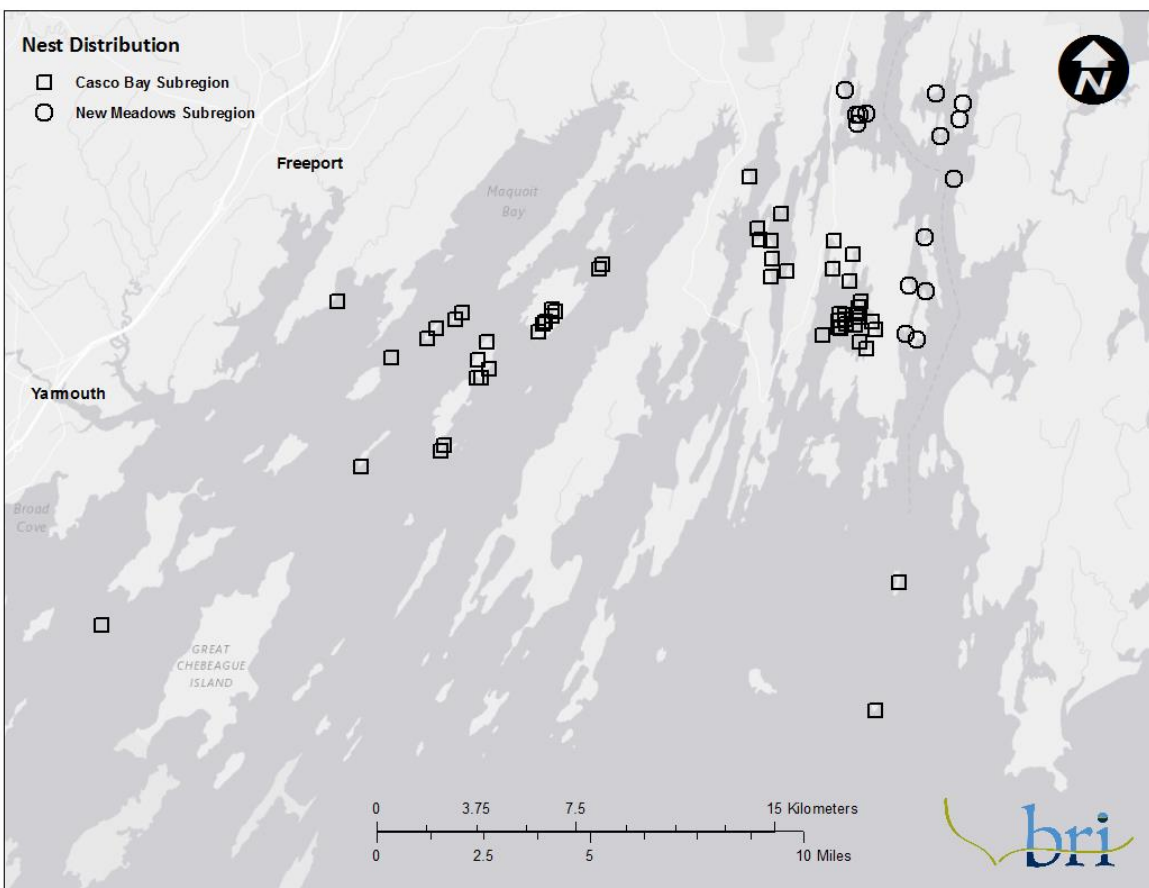 Nest Distribution
Casco Bay Subregion
New Meadows Subregion
N
Freeport
Maquoit
Bay
Yarmouth
Broad
Cove
GREAT
CHEBEAGUE
ISLAND
0 3.75 7.5 15 Kilometers
0 2.5 5 10 Miles
bri